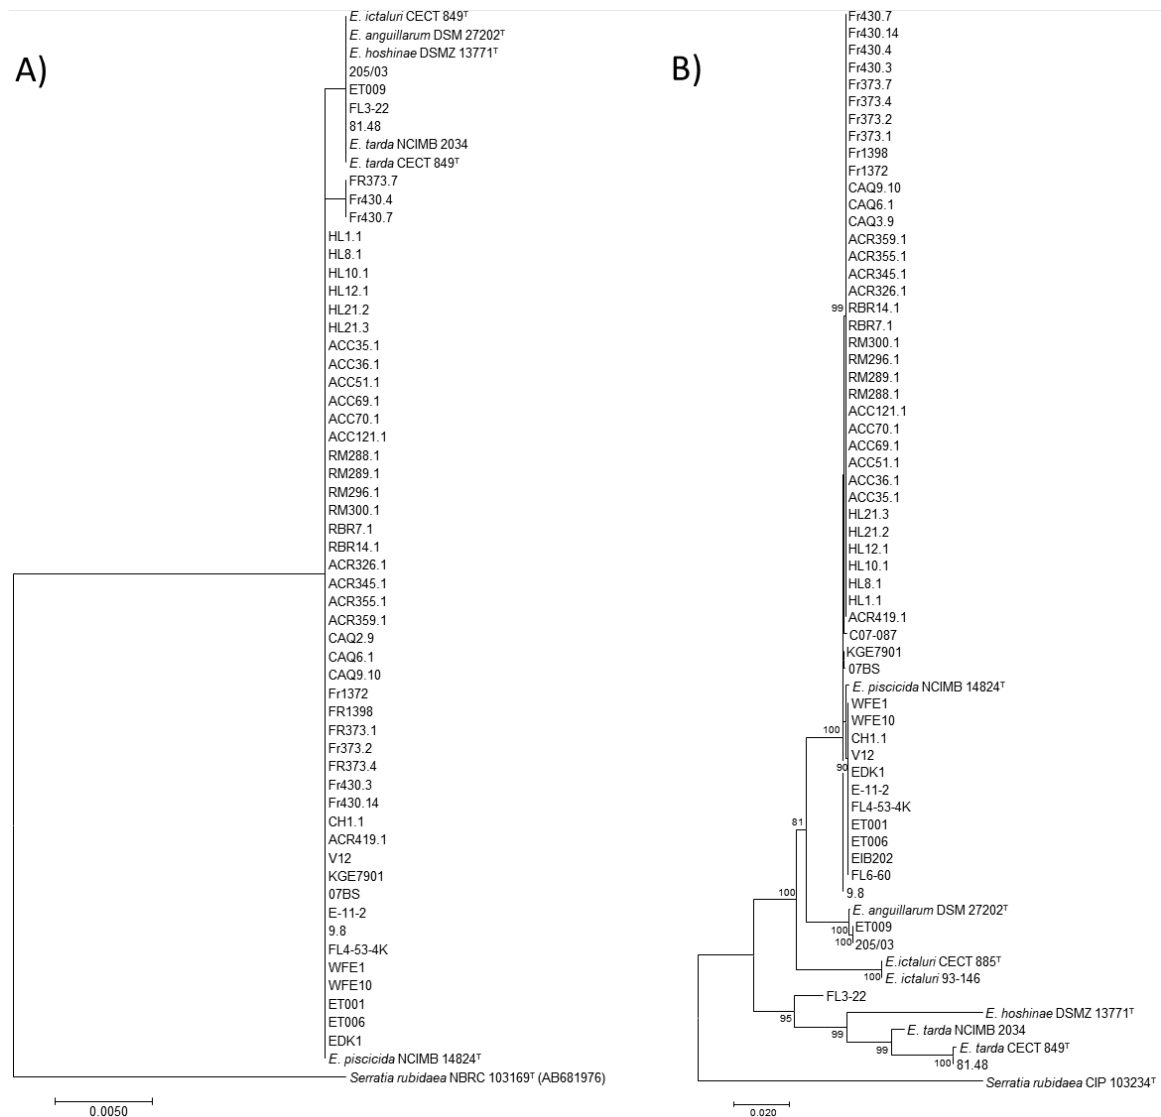 A)
E. ictaluri CECT 849ᵀ
E. anguillarum DSM 27202ᵀ
E. hoshinae DSMZ 13771ᵀ
205/03
ET009
FL3-22
81.48
E. tarda NCIMB 2034
E. tarda CECT 849ᵀ
FR373.7
Fr430.4
Fr430.7
HL1.1
HL8.1
HL10.1
HL12.1
HL21.2
HL21.3
ACC35.1
ACC36.1
ACC51.1
ACC69.1
ACC70.1
ACC121.1
RM288.1
RM289.1
RM296.1
RM300.1
RBR7.1
RBR14.1
ACR326.1
ACR345.1
ACR355.1
ACR359.1
CAQ2.9
CAQ6.1
CAQ9.10
Fr1372
FR1398
FR373.1
Fr373.2
FR373.4
Fr430.3
Fr430.14
CH1.1
ACR419.1
V12
KGE7901
07BS
E-11-2
9.8
FL4-53-4K
WFE1
WFE10
ET001
ET006
EDK1
E. piscicida NCIMB 14824ᵀ
Serratia rubidaea NBRC 103169ᵀ (AB681976)
0.0050
B)
Fr430.7
Fr430.14
Fr430.4
Fr430.3
Fr373.7
Fr373.4
Fr373.2
Fr373.1
Fr1398
Fr1372
CAQ9.10
CAQ6.1
CAQ3.9
ACR359.1
ACR355.1
ACR345.1
ACR326.1
99
RBR14.1
RBR7.1
RM300.1
RM296.1
RM289.1
RM288.1
ACC121.1
ACC70.1
ACC69.1
ACC51.1
ACC36.1
ACC35.1
HL21.3
HL21.2
HL12.1
HL10.1
HL8.1
HL1.1
ACR419.1
C07-087
KGE7901
07BS
E. piscicida NCIMB 14824ᵀ
WFE1
WFE10
100
CH1.1
V12
90
EDK1
E-11-2
FL4-53-4K
81
ET001
ET006
EIB202
FL6-60
100
9.8
E. anguillarum DSM 27202ᵀ
100
ET009
100
205/03
E.ictaluri CECT 885ᵀ
100
E. ictaluri 93-146
FL3-22
95
E. hoshinae DSMZ 13771ᵀ
99
E. tarda NCIMB 2034
99
E. tarda CECT 849ᵀ
100
81.48
Serratia rubidaea CIP 103234ᵀ
0.020